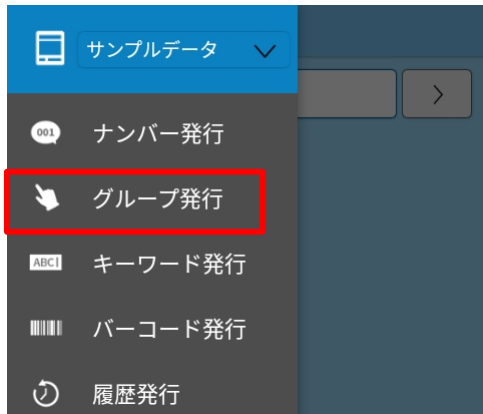 サンプルデータ
001 ナンバー発行
グループ発行
ABC キーワード発行
バーコード発行
履歴発行